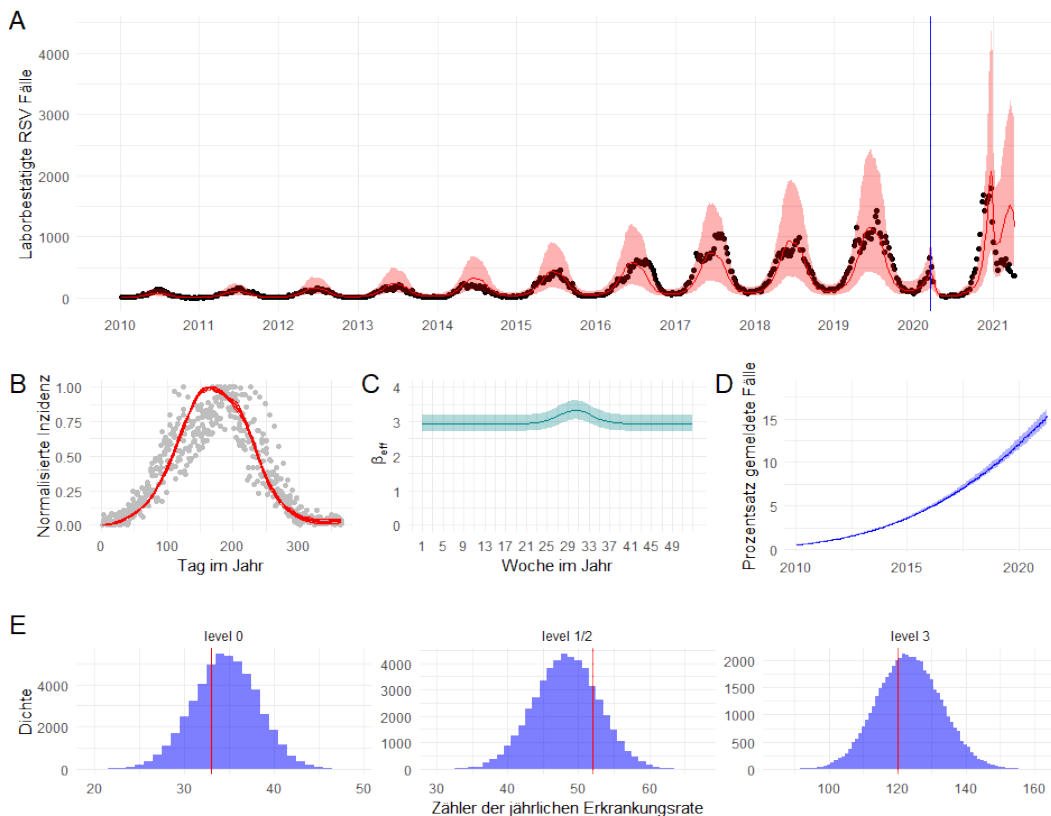 A
Laborbestätigte RSV Fälle
4000
3000
2000
1000
0
2010 2011 2012 2013 2014 2015 2016 2017 2018 2019 2020 2021
B
Normalisierte Inzidenz
1.00
0.75
0.50
0.25
0.00
0 100 200 300
Tag im Jahr
C
βeff
4
3
2
1
0
1 5 9 13 17 21 25 29 33 37 41 45 49
Woche im Jahr
D
Prozentsatz gemeldete Fälle
15
10
5
0
2010 2015 2020
E
Dichte
level 0
4000
2000
0
20 30 40 50
level 1/2
4000
3000
2000
1000
0
30 40 50 60
level 3
2000
1500
1000
500
0
100 120 140 160
Zähler der jährlichen Erkrankungsrate